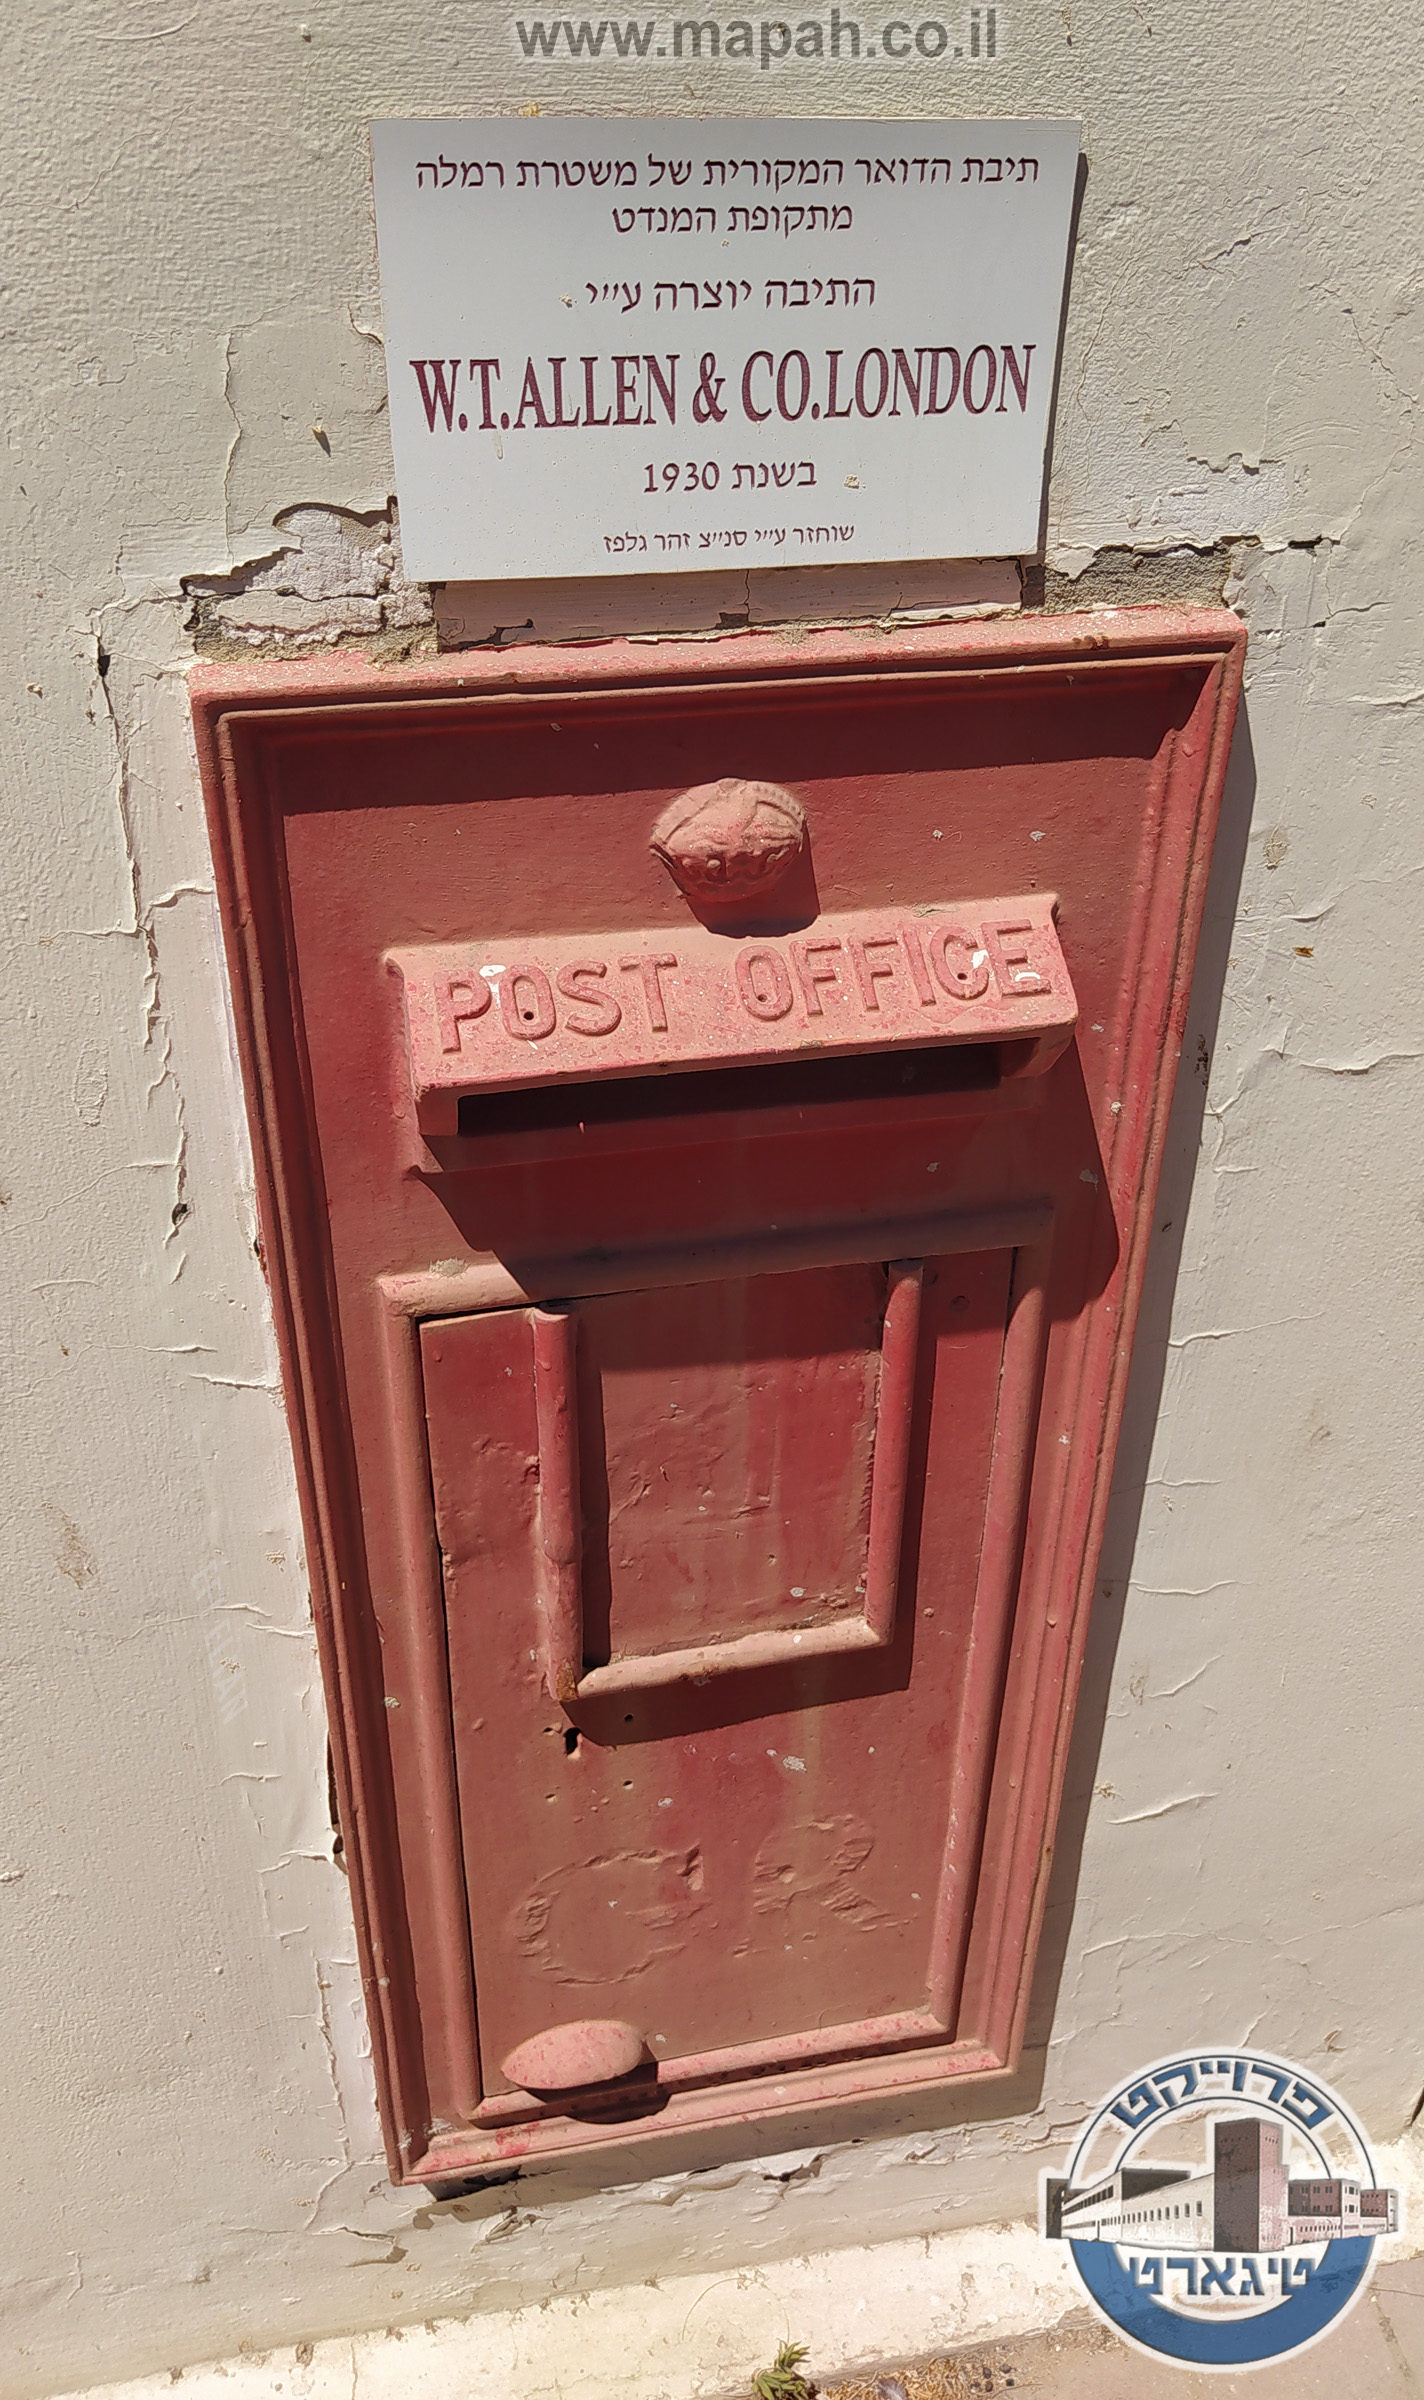 www.mapah.co.il
תיבת הדואר המקורית של משטרת רמלה
מתקופת המנדט
התיבה יוצרה ע״י
W.T.ALLEN & CO.LONDON
בשנת 1930
שוחזר ע״י סנ״צ זהר גלפז
POST OFFICE
GR
פרוייקט
טיגארט